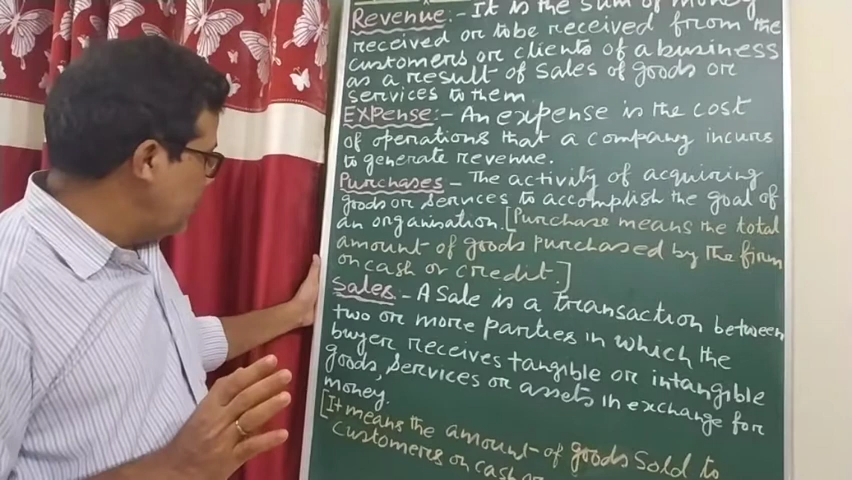 Revenue:- It is the sum of money
received or to be received from the
customers or clients of a business
as a result of sales of goods or
services to them.
EXpense:- An expense is the cost
of operations that a company incurs
to generate revenue.
Purchases - The activity of acquiring
goods or services to accomplish the goal of
an organisation. [Purchase means the total
amount of goods purchased by the firm
on cash or credit.]
Sales - A Sale is a transaction between
two or more parties in which the
buyer receives tangible or intangible
goods, services, or assets in exchange for
money.
[It means the amount of goods sold to
customers on cash or